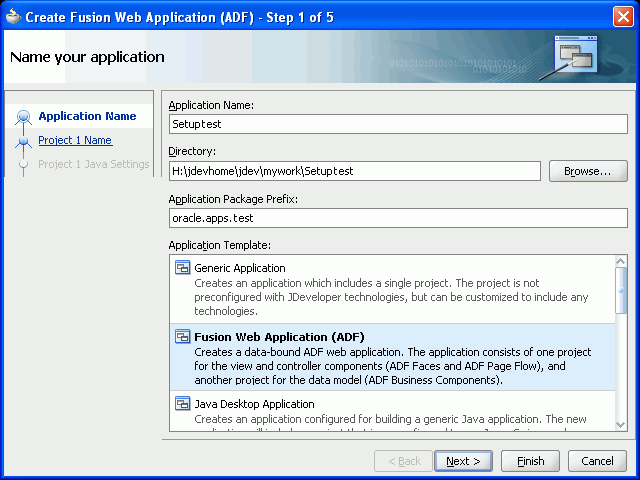 Create Fusion Web Application (ADF) - Step 1 of 5
Name your application
Application Name
Project 1 Name
Project 1 Java Settings
Application Name:
Setuptest
Directory:
H:\jdevhome\jdev\mywork\Setuptest
Browse...
Application Package Prefix:
oracle.apps.test
Application Template:
Generic Application
Creates an application which includes a single project. The project is not
preconfigured with JDeveloper technologies, but can be customized to include any
technologies.
Fusion Web Application (ADF)
Creates a data-bound ADF web application. The application consists of one project
for the view and controller components (ADF Faces and ADF Page Flow), and
another project for the data model (ADF Business Components).
Java Desktop Application
Creates an application configured for building a generic Java application. The new
< Back
Next >
Finish
Cancel